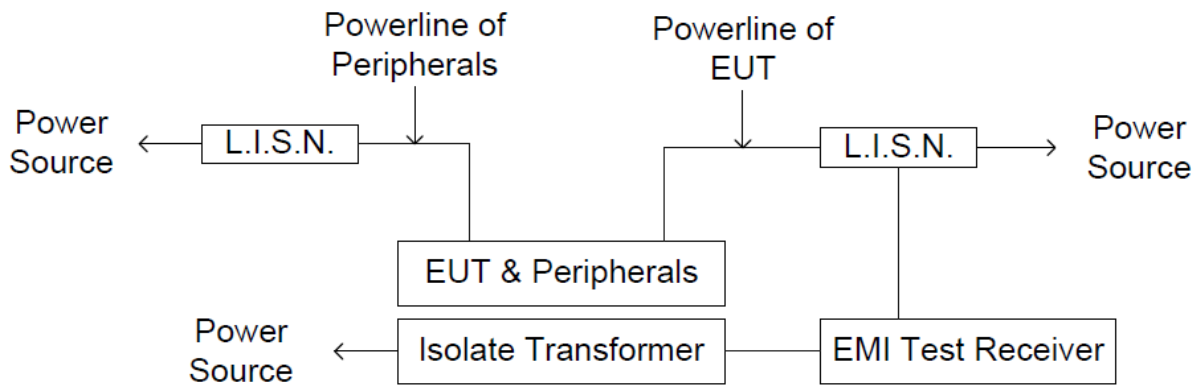 Powerline of
Peripherals
Powerline of
EUT
Power
Source
L.I.S.N.
L.I.S.N.
Power
Source
EUT & Peripherals
Power
Source
Isolate Transformer
EMI Test Receiver